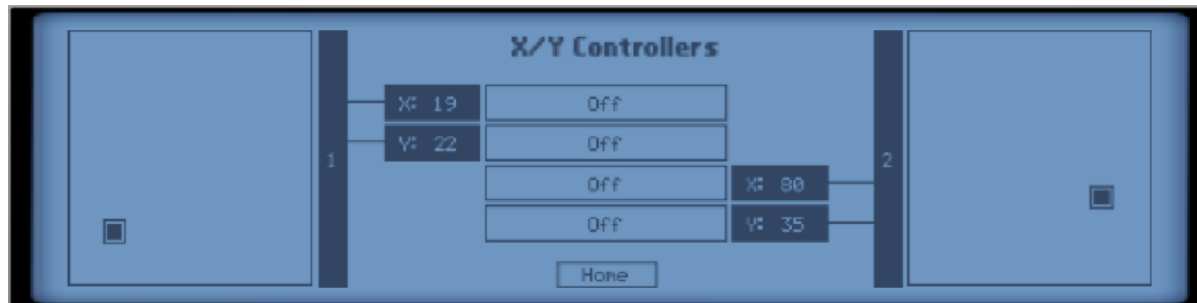 X/Y Controllers
X: 19 Off
Y: 22 Off
1
2
Off X: 80
Off Y: 35
Home